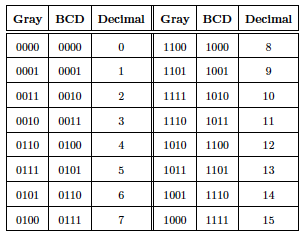 Gray BCD Decimal Gray BCD Decimal
0000 0000 0 1100 1000 8
0001 0001 1 1101 1001 9
0011 0010 2 1111 1010 10
0010 0011 3 1110 1011 11
0110 0100 4 1010 1100 12
0111 0101 5 1011 1101 13
0101 0110 6 1001 1110 14
0100 0111 7 1000 1111 15